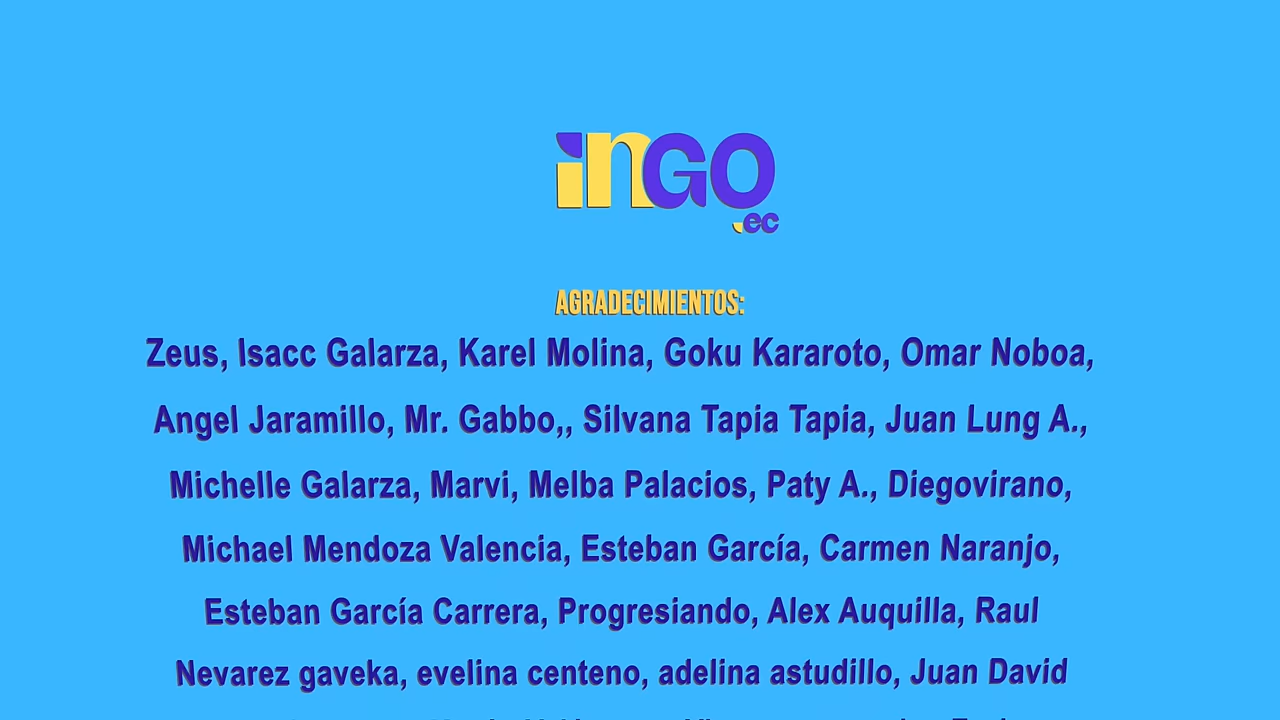 inGO
.ec
AGRADECIMIENTOS:
Zeus, Isacc Galarza, Karel Molina, Goku Kararoto, Omar Noboa,
Angel Jaramillo, Mr. Gabbo,, Silvana Tapia Tapia, Juan Lung A.,
Michelle Galarza, Marvi, Melba Palacios, Paty A., Diegovirano,
Michael Mendoza Valencia, Esteban García, Carmen Naranjo,
Esteban García Carrera, Progresiando, Alex Auquilla, Raul
Nevarez gaveka, evelina centeno, adelina astudillo, Juan David